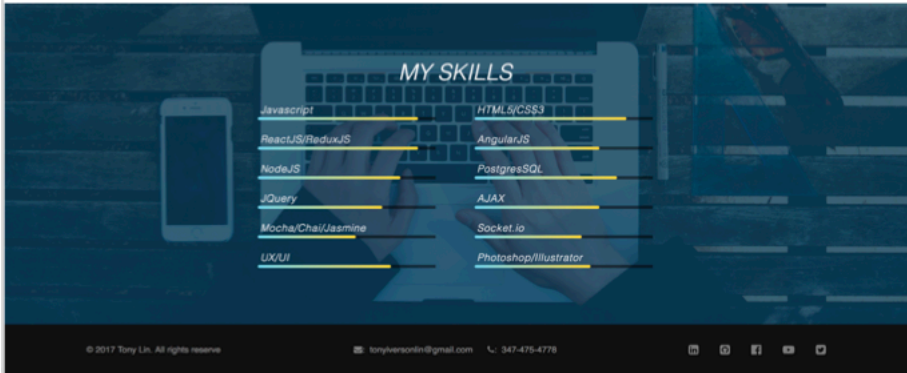 MY SKILLS
Javascript
HTML5/CSS3
ReactJS/ReduxJS
AngularJS
NodeJS
PostgresSQL
JQuery
AJAX
Mocha/Chai/Jasmine
Socket.io
UX/UI
Photoshop/Illustrator
© 2017 Tony Lin. All rights reserve
: tonyiversonlin@gmail.com
: 347-475-4778